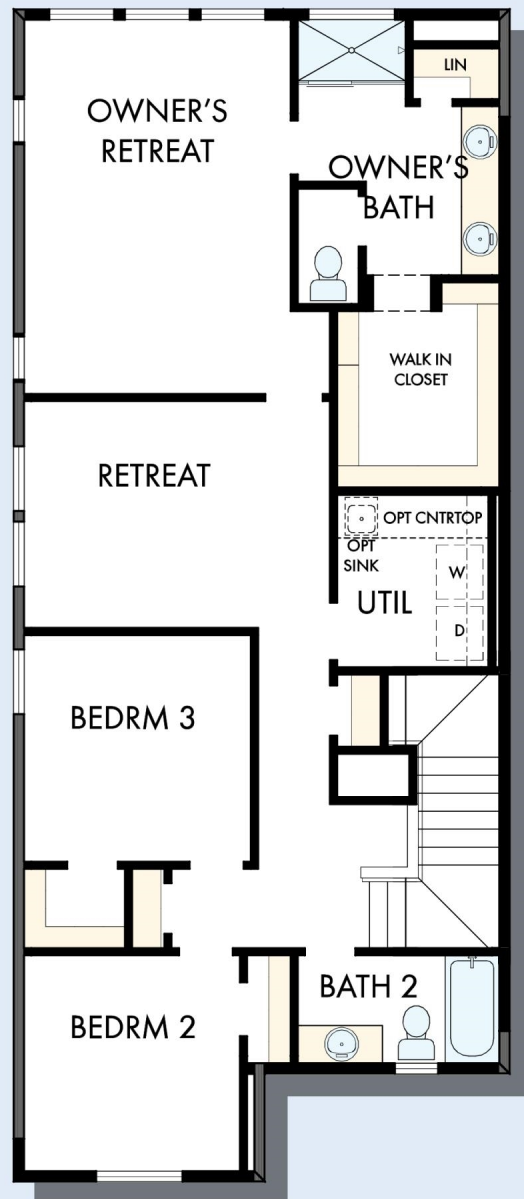 LIN
OWNER'S
RETREAT
OWNER'S
BATH
WALK IN
CLOSET
RETREAT
OPT CNTRTOP
OPT
SINK
W
UTIL
D
BEDRM 3
BATH 2
BEDRM 2